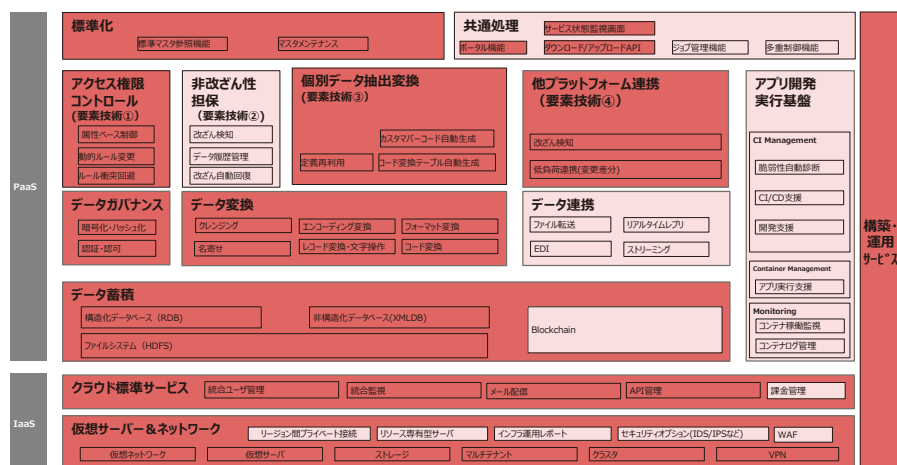 標準化
標準マスタ参照機能
マスタメンテナンス
共通処理
サービス状態監視画面
ポータル機能
ダウンロード/アップロードAPI
ジョブ管理機能
多重制御機能
PaaS
アクセス権限
コントロール
(要素技術①)
属性ベース制御
動的ルール変更
ルール衝突回避
非改ざん性
担保
(要素技術②)
改ざん検知
データ履歴管理
改ざん自動回復
個別データ抽出変換
(要素技術③)
カスタマバーコード自動生成
定義再利用
コード変換テーブル自動生成
他プラットフォーム連携
(要素技術④)
改ざん検知
低負荷連携(変更差分)
アプリ開発
実行基盤
CI Management
脆弱性自動診断
CI/CD支援
開発支援
Container Management
アプリ実行支援
Monitoring
コンテナ稼働監視
コンテナログ管理
データガバナンス
暗号化・ハッシュ化
認証・認可
データ変換
クレンジング
エンコーディング変換
フォーマット変換
名寄せ
レコード変換・文字操作
コード変換
データ連携
ファイル転送
リアルタイムレプリ
EDI
ストリーミング
データ蓄積
構造化データベース（RDB)
非構造化データベース(XMLDB)
ファイルシステム（HDFS)
Blockchain
構築・
運用
サービス
IaaS
クラウド標準サービス
統合ユーザ管理
統合監視
メール配信
API管理
課金管理
仮想サーバー＆ネットワーク
リージョン間プライベート接続
リソース専有型サーバ
インフラ運用レポート
セキュリティオプション(IDS/IPSなど)
WAF
仮想ネットワーク
仮想サーバ
ストレージ
マルチテナント
クラスタ
VPN